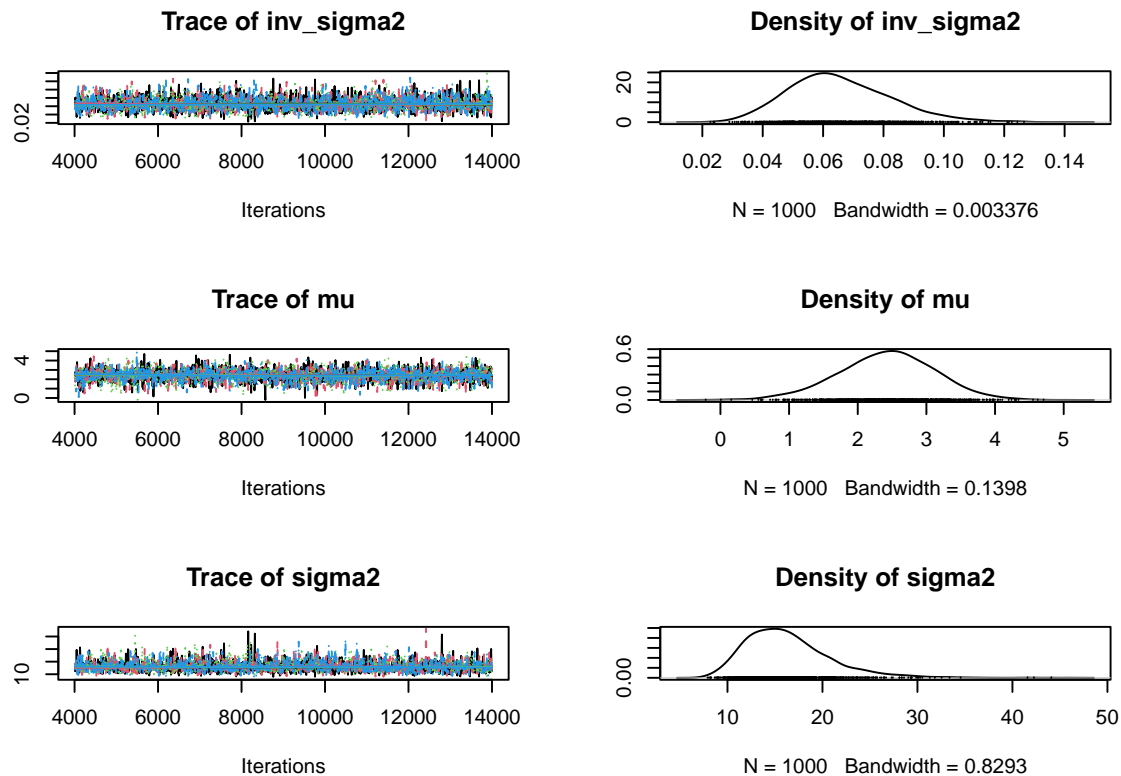 Trace of inv_sigma2
0.02
4000 6000 8000 10000 12000 14000
Iterations
Density of inv_sigma2
0 20
0.02 0.04 0.06 0.08 0.10 0.12 0.14
N = 1000 Bandwidth = 0.003376
Trace of mu
0 4
4000 6000 8000 10000 12000 14000
Iterations
Density of mu
0.0 0.6
0 1 2 3 4 5
N = 1000 Bandwidth = 0.1398
Trace of sigma2
10
4000 6000 8000 10000 12000 14000
Iterations
Density of sigma2
0.00
10 20 30 40 50
N = 1000 Bandwidth = 0.8293